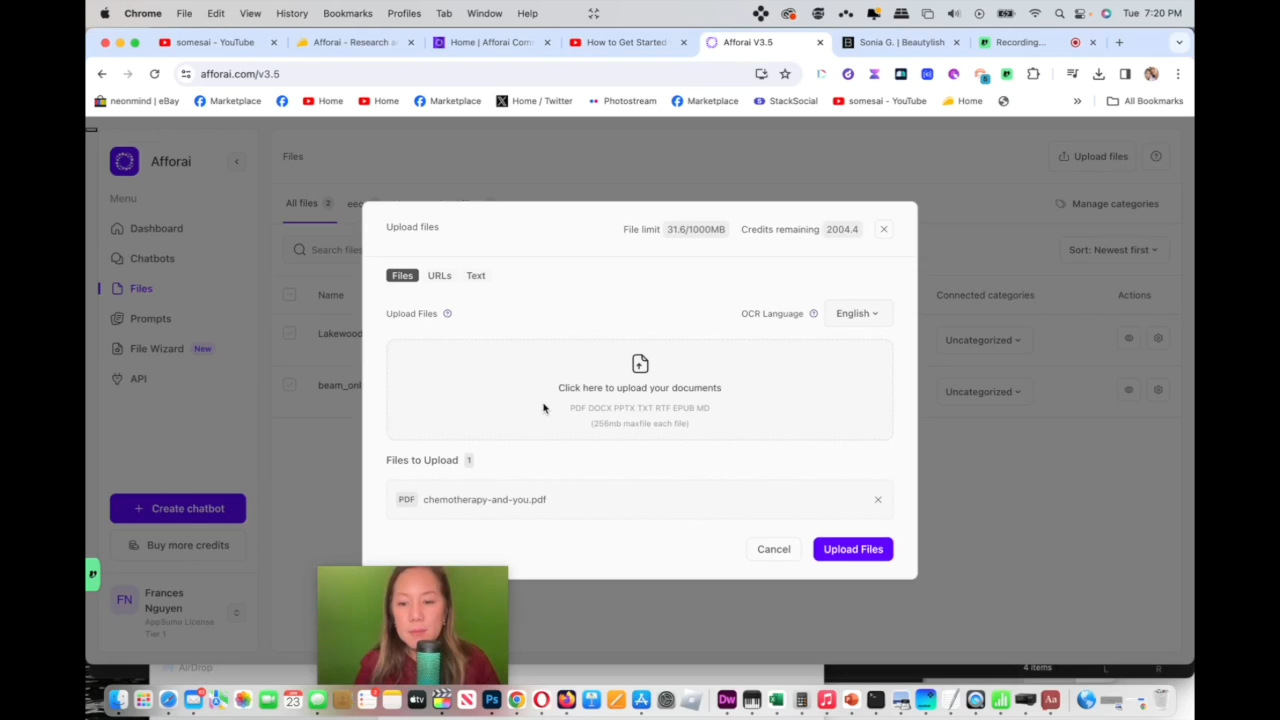 Chrome File Edit View History Bookmarks Profiles Tab Window Help Tue 7:20 PM
somesai - YouTube Afforai - Research a Home | Afforai Com How to Get Started Afforai V3.5 Sonia G. | Beautylish Recording...
afforai.com/v3.5
neonmind | eBay Marketplace Home Home Marketplace Home / Twitter Photostream Marketplace StackSocial somesai - YouTube Home All Bookmarks
Afforai
Menu
Dashboard
Chatbots
Files
Prompts
File Wizard New
API
+ Create chatbot
Buy more credits
FN
Frances
Nguyen
AppSumo License
Tier 1
Files
Upload files
All files 2
Manage categories
Search files
Sort: Newest first
Name Connected categories Actions
Lakewood Uncategorized
Uncategorized
Upload files File limit 31.6/1000MB Credits remaining 2004.4
Files URLs Text
Upload Files OCR Language English
Click here to upload your documents
PDF DOCX PPTX TXT RTF EPUB MD
(256mb maxfile each file)
Files to Upload 1
PDF chemotherapy-and-you.pdf
Cancel Upload Files
AirDrop 4 items L R
23 Dw Ps Aa